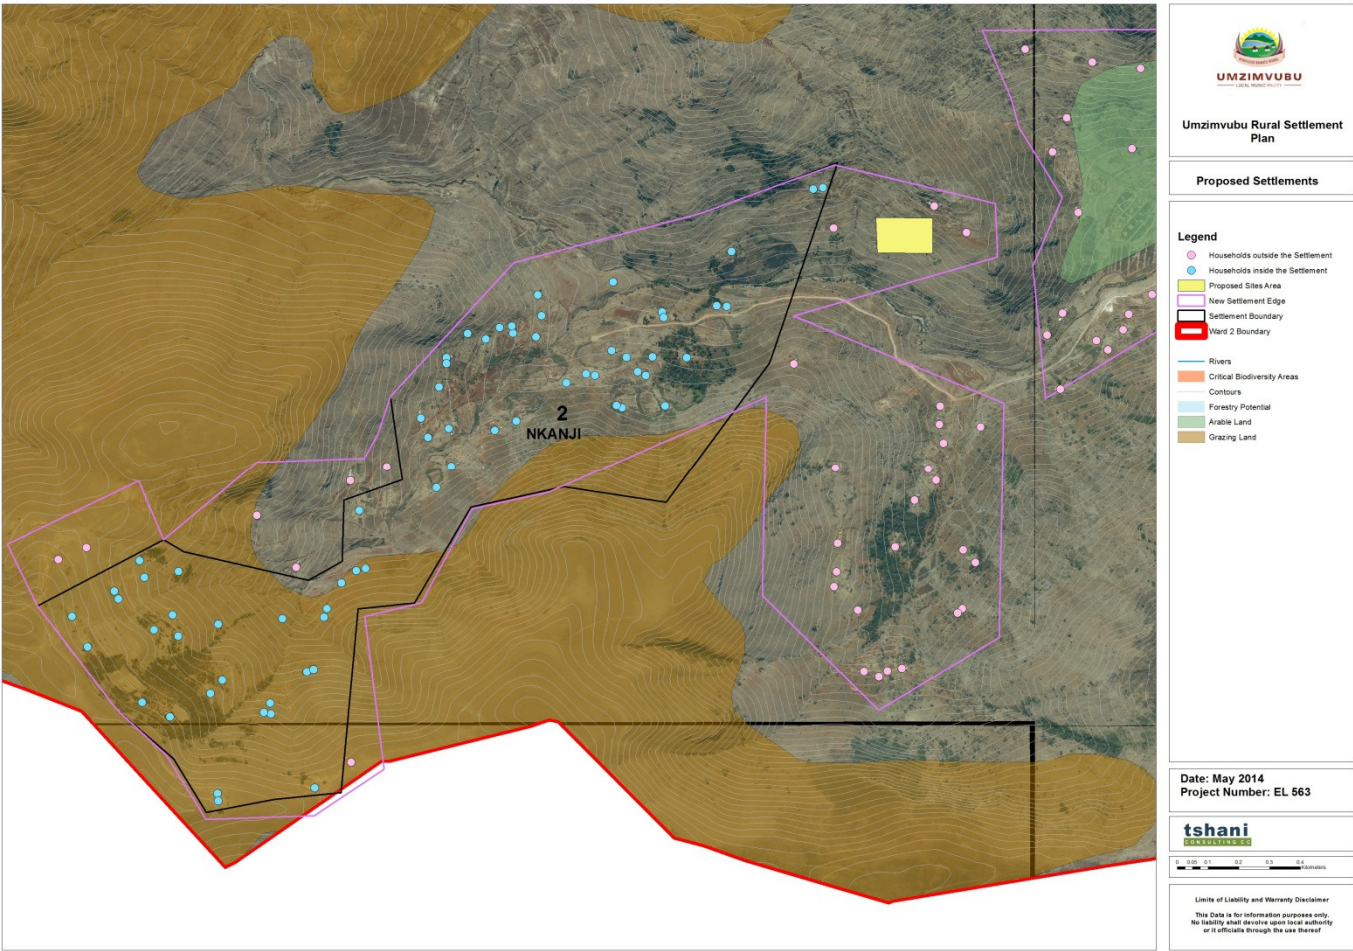 UMZIMVUBU
LOCAL MUNICIPALITY
Umzimvubu Rural Settlement
Plan
Proposed Settlements
Legend
Households outside the Settlement
Households inside the Settlement
Proposed Sites Area
New Settlement Edge
Settlement Boundary
Ward 2 Boundary
Rivers
Critical Biodiversity Areas
Contours
Forestry Potential
Arable Land
Grazing Land
2
NKANJI
Date: May 2014
Project Number: EL 563
tshani
CONSULTING CC
0 0.05 0.1 0.2 0.3 0.4
Kilometers
Limits of Liability and Warranty Disclaimer
This Data is for information purposes only.
No liability shall devolve upon local authority
or it officialls through the use thereof